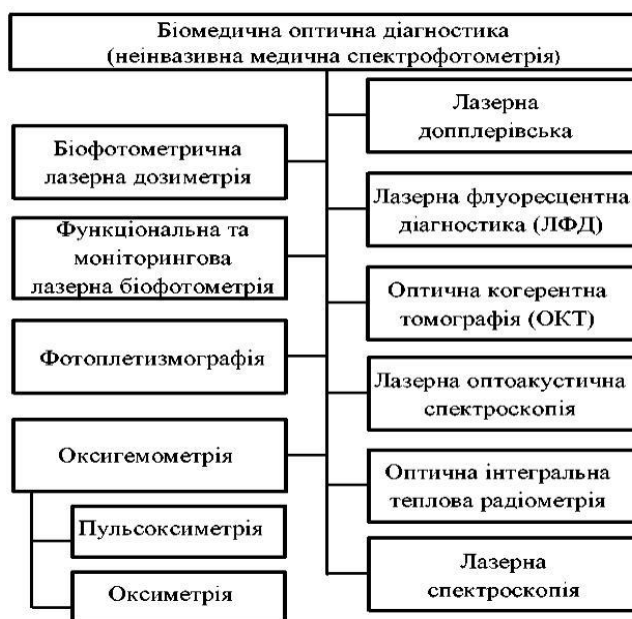 Біомедична оптична діагностика
(неінвазивна медична спектрофотометрія)
Біофотометрична
лазерна дозиметрія
Функціональна та
моніторингова
лазерна біофотометрія
Фотоплетизмографія
Оксигемометрія
Пульсоксиметрія
Оксиметрія
Лазерна
допплерівська
Лазерна флуоресцентна
діагностика (ЛФД)
Оптична когерентна
томографія (ОКТ)
Лазерна оптоакустична
спектроскопія
Оптична інтегральна
теплова радіометрія
Лазерна
спектроскопія